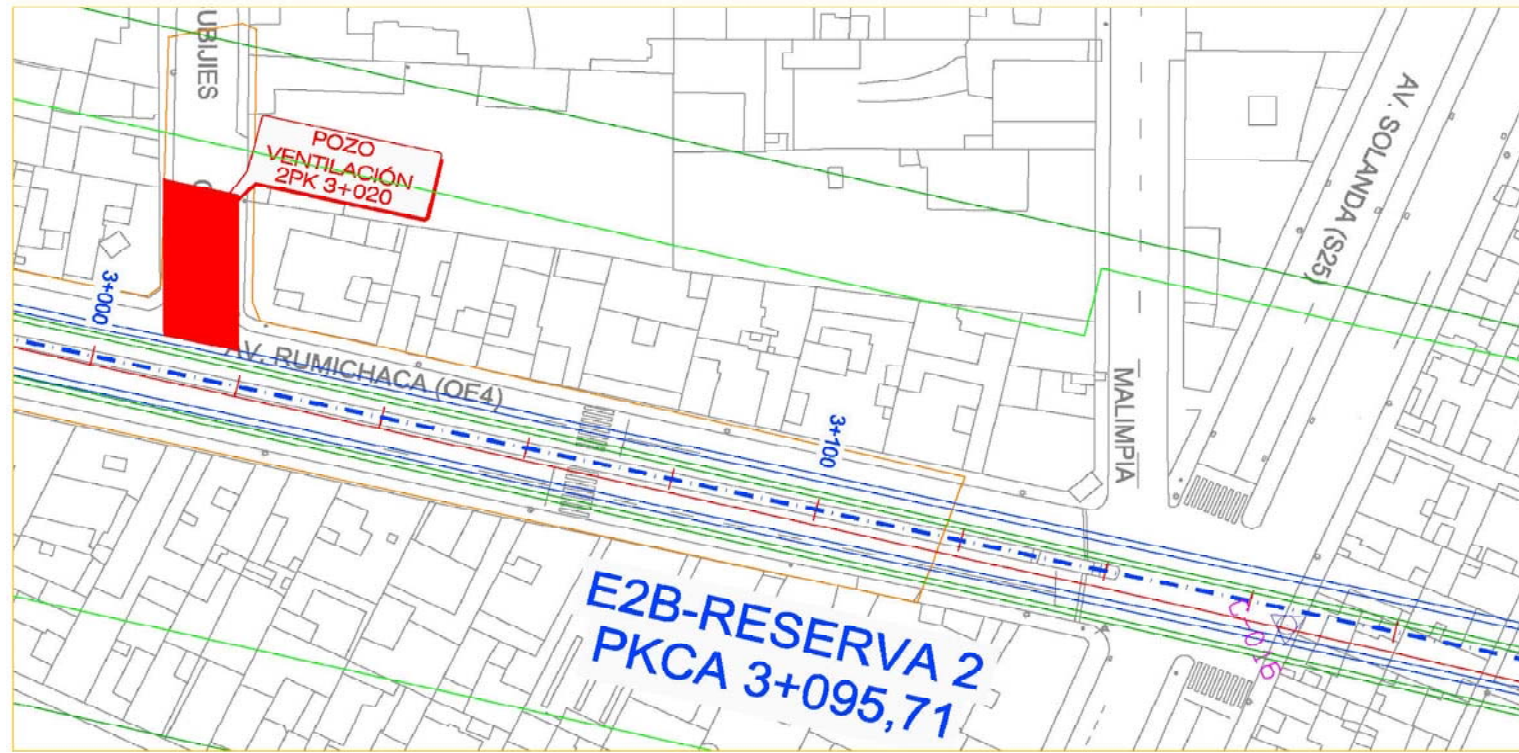 UBIJIES
POZO
VENTILACIÓN
2PK 3+020
AV. SOLANDA (S25)
3+000
AV. RUMICHACA (OE4)
MALIMPIA
3+100
E2B-RESERVA 2
PKCA 3+095,71